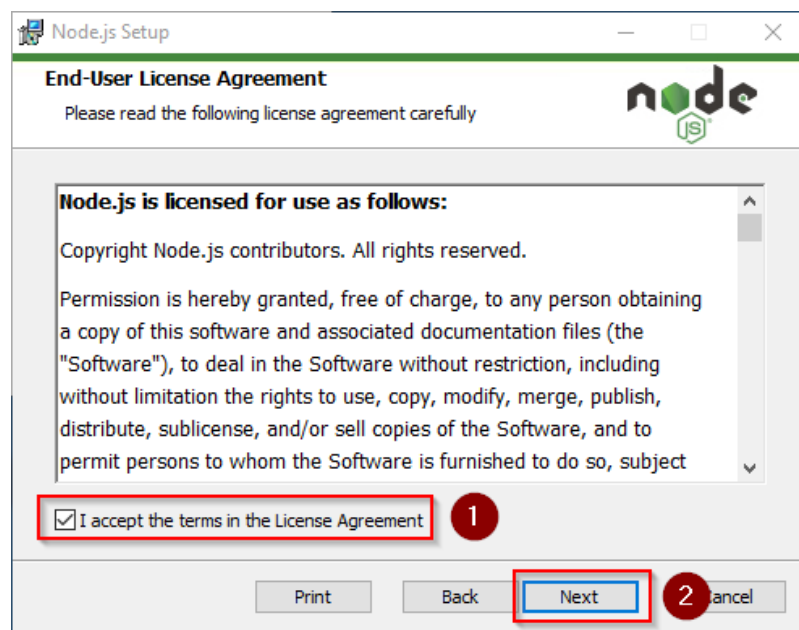 Node.js Setup
End-User License Agreement
Please read the following license agreement carefully
node
JS
Node.js is licensed for use as follows:
Copyright Node.js contributors. All rights reserved.
Permission is hereby granted, free of charge, to any person obtaining
a copy of this software and associated documentation files (the
"Software"), to deal in the Software without restriction, including
without limitation the rights to use, copy, modify, merge, publish,
distribute, sublicense, and/or sell copies of the Software, and to
permit persons to whom the Software is furnished to do so, subject
I accept the terms in the License Agreement 1
Print Back Next 2 Cancel